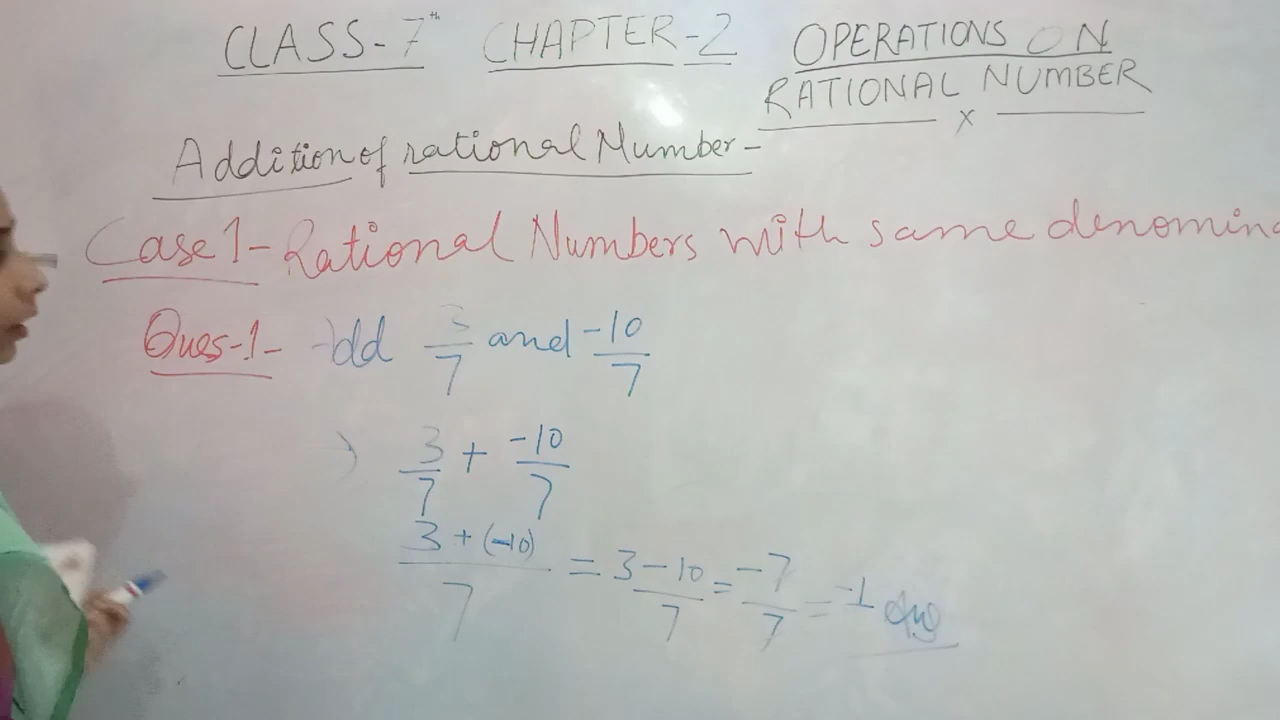 CLASS-7th CHAPTER-2 OPERATIONS ON
RATIONAL NUMBER
x
Addition of rational Number-
Case 1- Rational Numbers with same denomina
Ques-1- Add 3/7 and -10/7
3/7 + -10/7
3 + (-10)/7 = 3-10/7 = -7/7 = -1 Ans